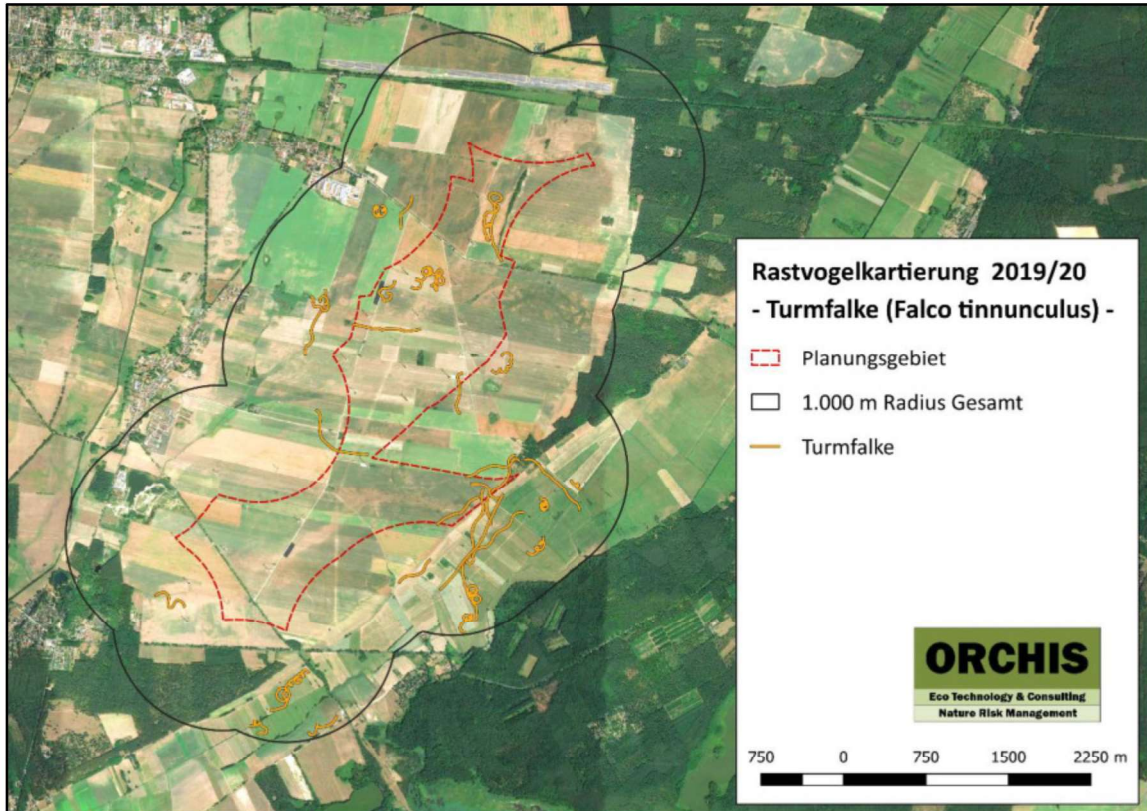 Rastvogelkartierung 2019/20
- Turmfalke (Falco tinnunculus) -
Planungsgebiet
1.000 m Radius Gesamt
Turmfalke
ORCHIS
Eco Technology & Consulting
Nature Risk Management
750 0 750 1500 2250 m